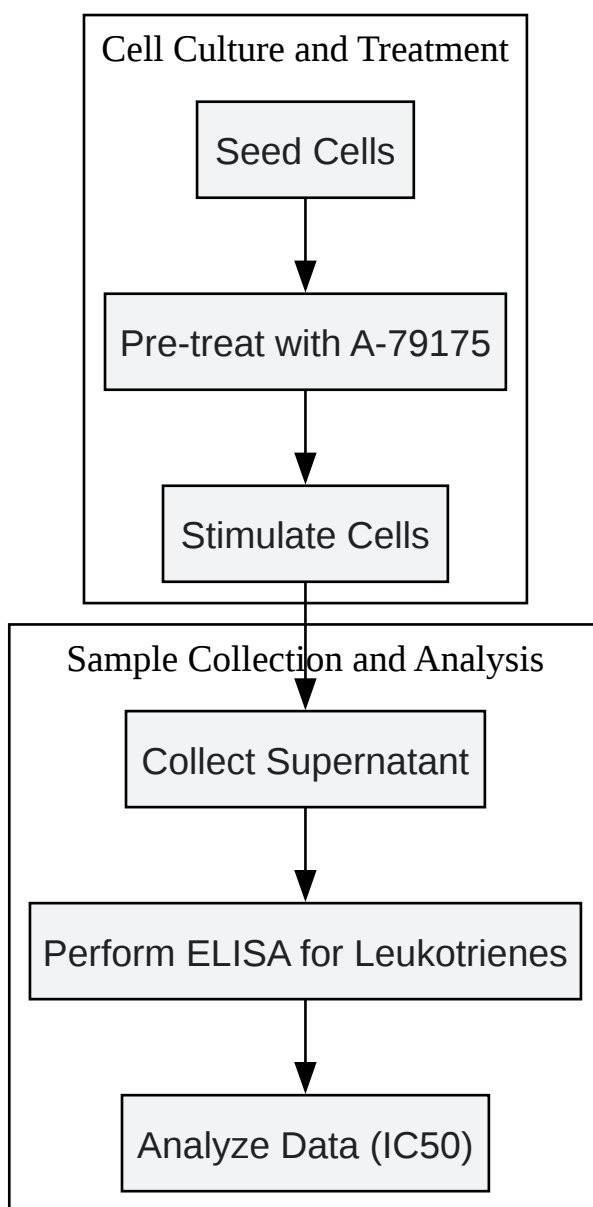 Cell Culture and Treatment
Seed Cells
Pre-treat with A-79175
Stimulate Cells
Sample Collection and Analysis
Collect Supernatant
Perform ELISA for Leukotrienes
Analyze Data (IC50)